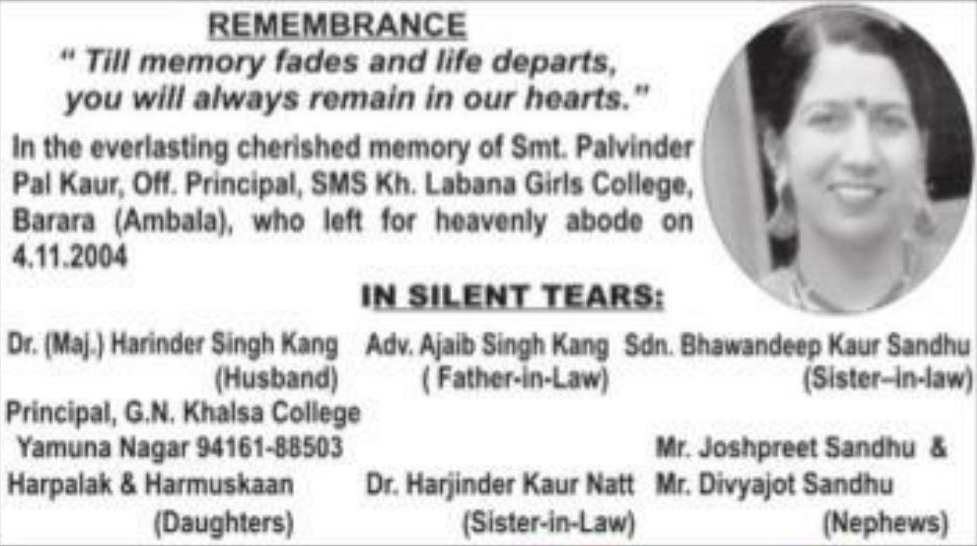 REMEMBRANCE
“ Till memory fades and life departs,
you will always remain in our hearts.”
In the everlasting cherished memory of Smt. Palvinder
Pal Kaur, Off. Principal, SMS Kh. Labana Girls College,
Barara (Ambala), who left for heavenly abode on
4.11.2004
IN SILENT TEARS:
Dr. (Maj.) Harinder Singh Kang
(Husband)
Principal, G.N. Khalsa College
Yamuna Nagar 94161-88503
Adv. Ajaib Singh Kang
( Father-in-Law)
Sdn. Bhawandeep Kaur Sandhu
(Sister–in-law)
Harpalak & Harmuskaan
(Daughters)
Dr. Harjinder Kaur Natt
(Sister-in-Law)
Mr. Joshpreet Sandhu &
Mr. Divyajot Sandhu
(Nephews)